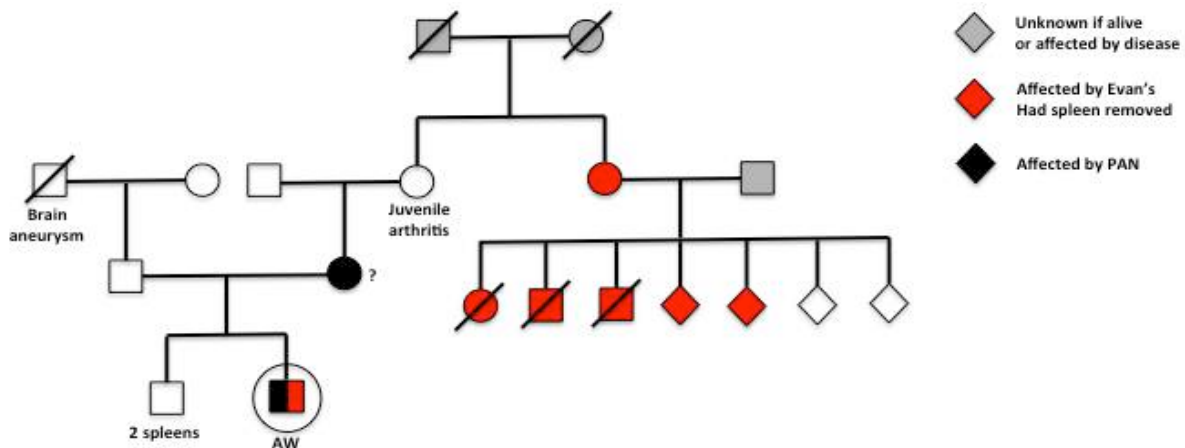 Unknown if alive
or affected by disease
Affected by Evan's
Had spleen removed
Affected by PAN
Brain
aneurysm
Juvenile
arthritis
?
2 spleens
AW